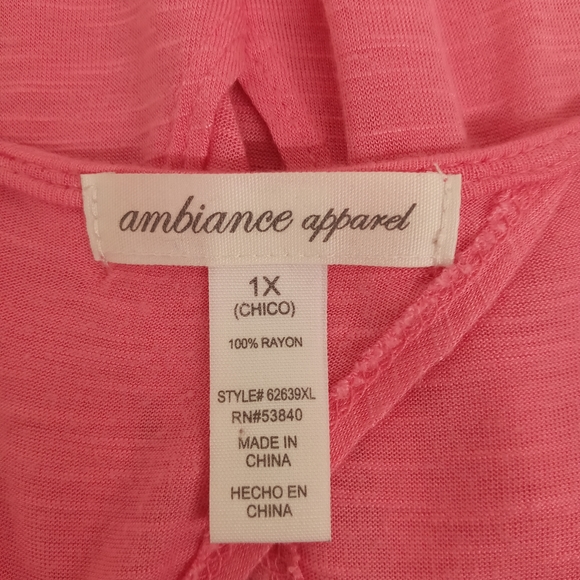 ambiance apparel
1X
(CHICO)
100% RAYON
STYLE# 62639XL
RN#53840
MADE IN
CHINA
HECHO EN
CHINA